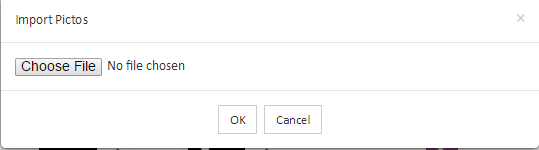 Import Pictos ×
Choose File No file chosen
OK Cancel